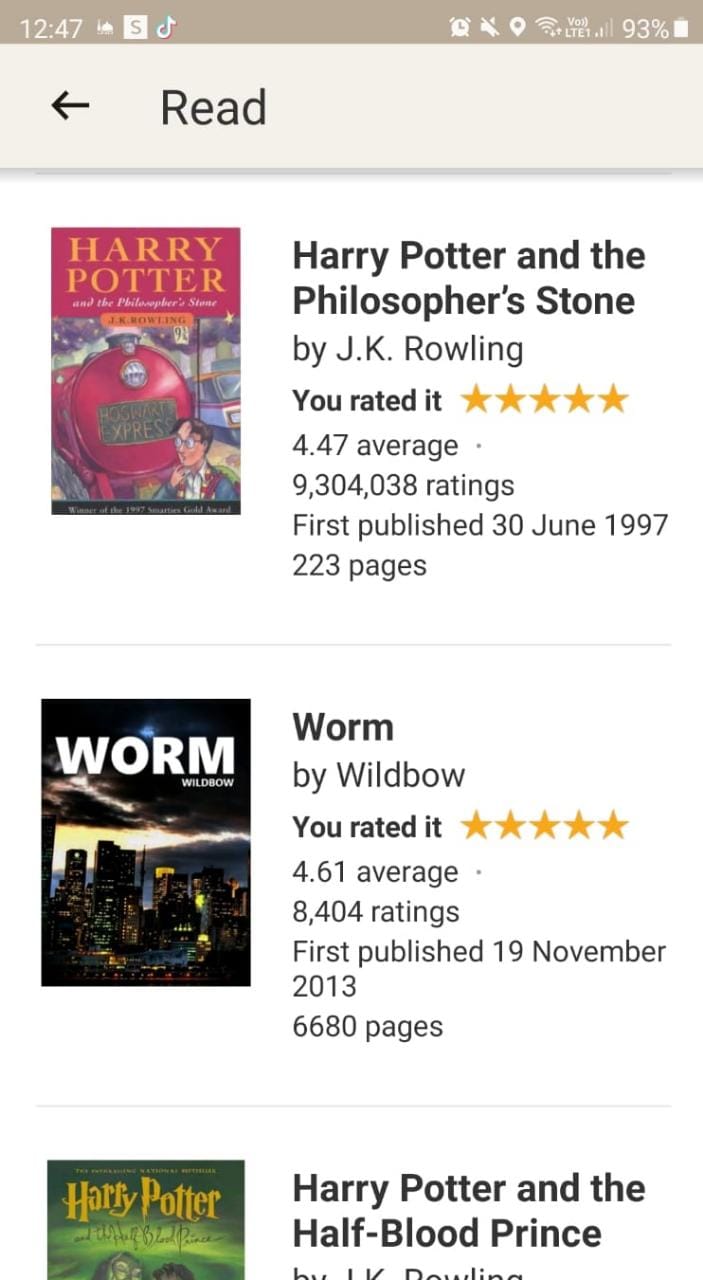 12:47 S Vo)) LTE1 93%
Read
HARRY
POTTER
and the Philosopher's Stone
J.K.ROWLING
9¾
HOGWARTS
EXPRESS
Winner of the 1997 Smarties Gold Award
Harry Potter and the
Philosopher’s Stone
by J.K. Rowling
You rated it
4.47 average ·
9,304,038 ratings
First published 30 June 1997
223 pages
WORM
WILDBOW
Worm
by Wildbow
You rated it
4.61 average ·
8,404 ratings
First published 19 November
2013
6680 pages
Harry Potter
and the Half-Blood Prince
Harry Potter and the
Half-Blood Prince
by J.K. Rowling